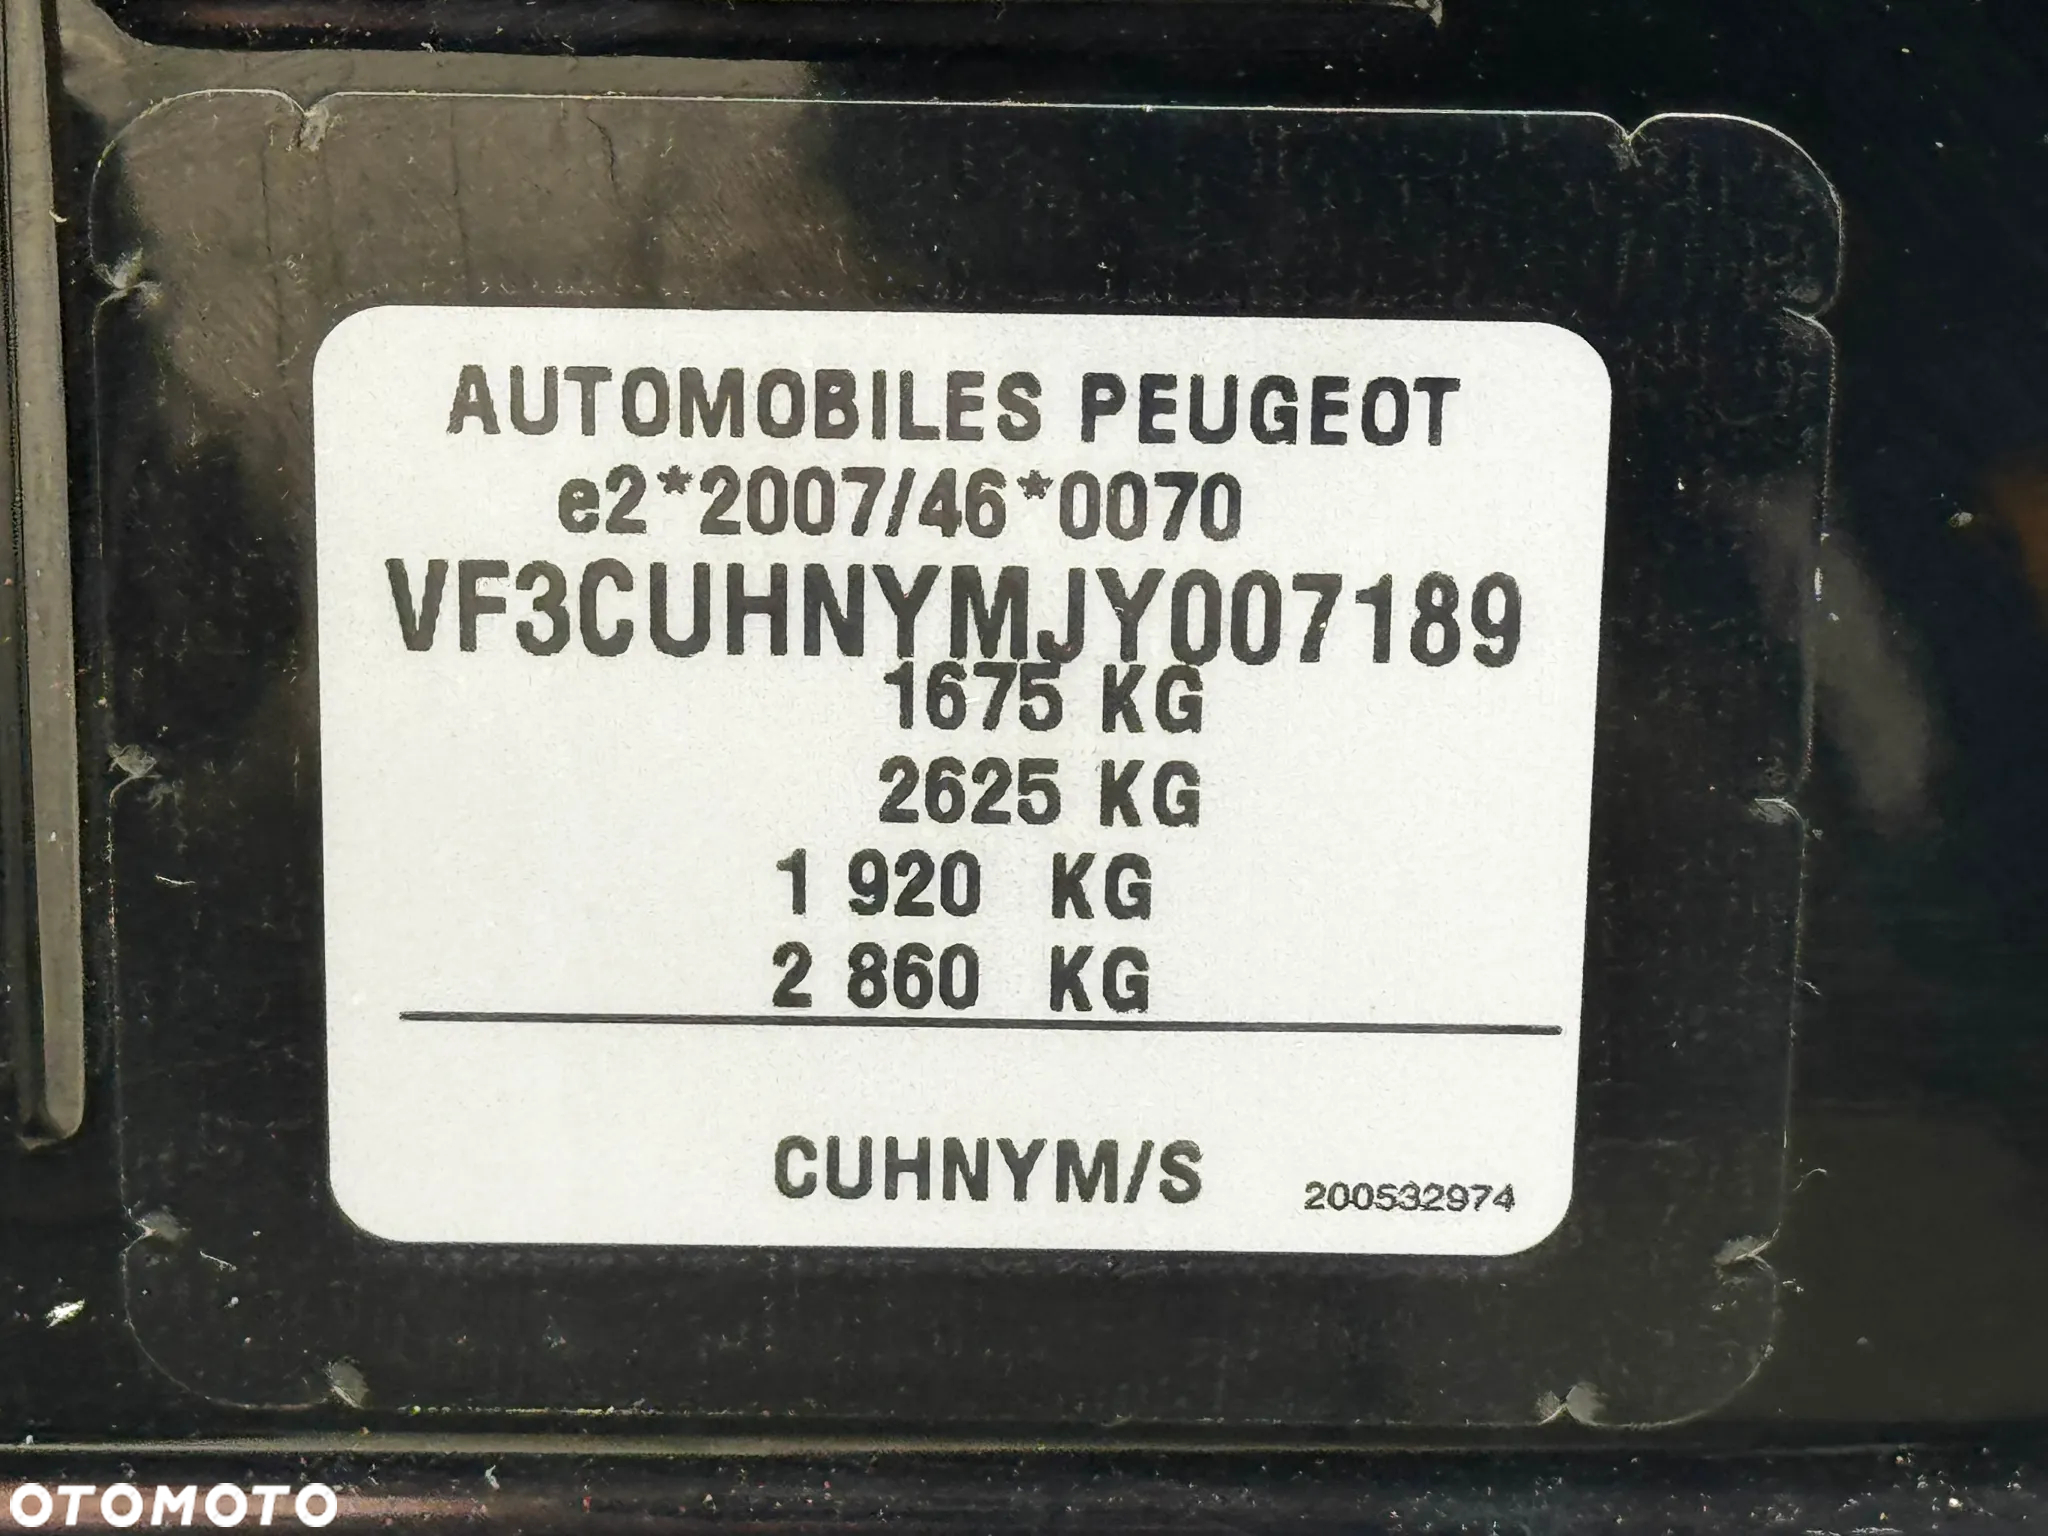 AUTOMOBILES PEUGEOT
e2*2007/46*0070
VF3CUHNYMJY007189
1675 KG
2625 KG
1 920 KG
2 860 KG
CUHNYM/S
200532974
OTOMOTO